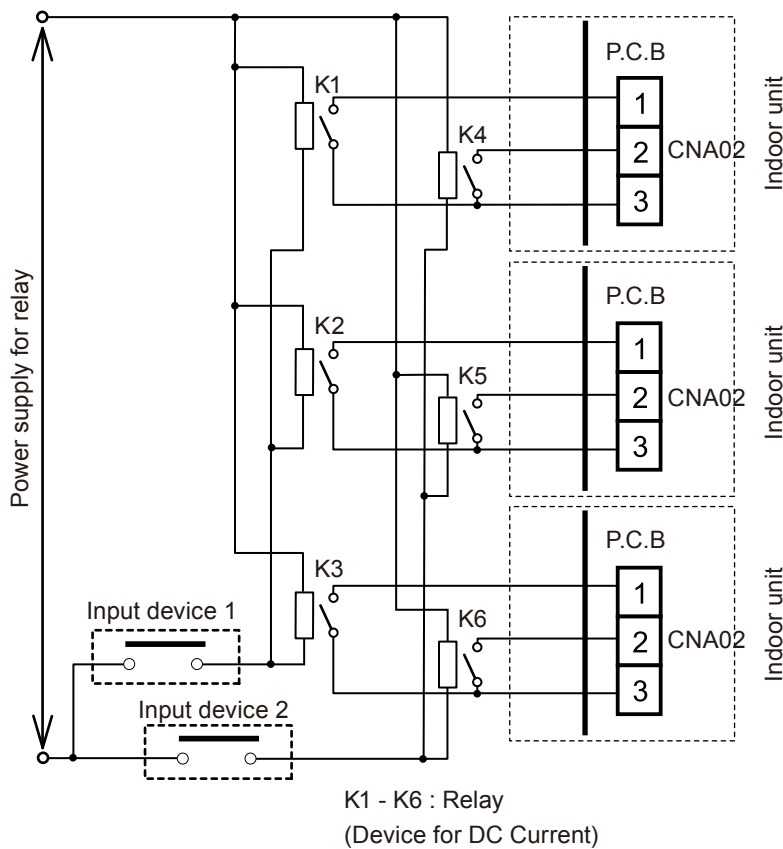 P.C.B
K1
1
K4
2
CNA02
3
Indoor unit
Power supply for relay
P.C.B
K2
1
K5
2
CNA02
3
Indoor unit
P.C.B
K3
1
Input device 1
K6
2
CNA02
3
Indoor unit
Input device 2
K1 - K6 : Relay
(Device for DC Current)